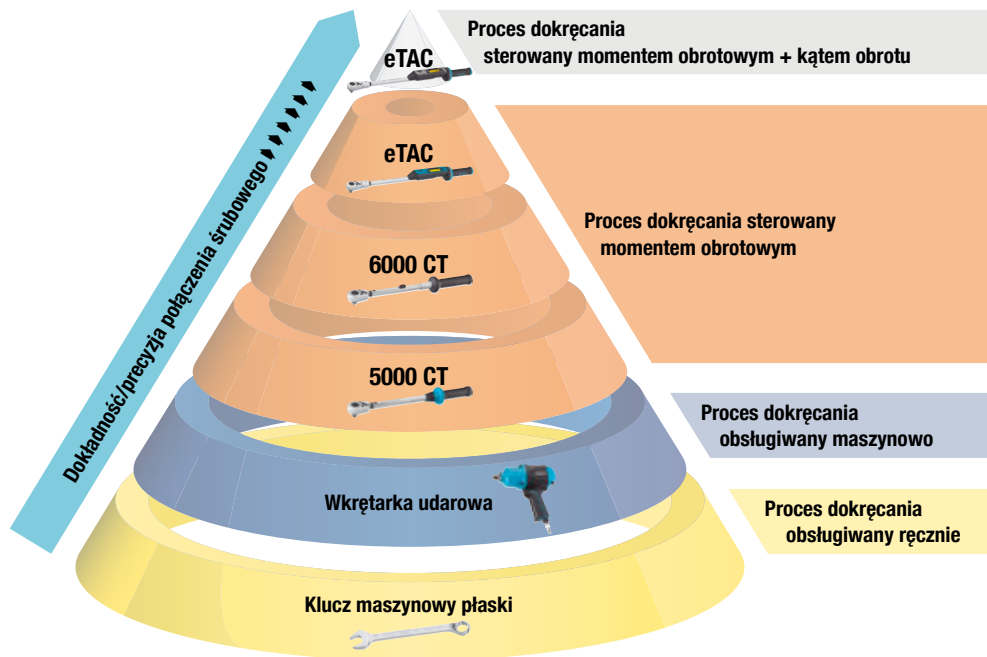 Proces dokręcania
sterowany momentem obrotowym + kątem obrotu
eTAC
eTAC
Proces dokręcania sterowany
momentem obrotowym
6000 CT
5000 CT
Dokładność/precyzja połączenia śrubowego
Proces dokręcania
obsługiwany maszynowo
Wkrętarka udarowa
Proces dokręcania
obsługiwany ręcznie
Klucz maszynowy płaski